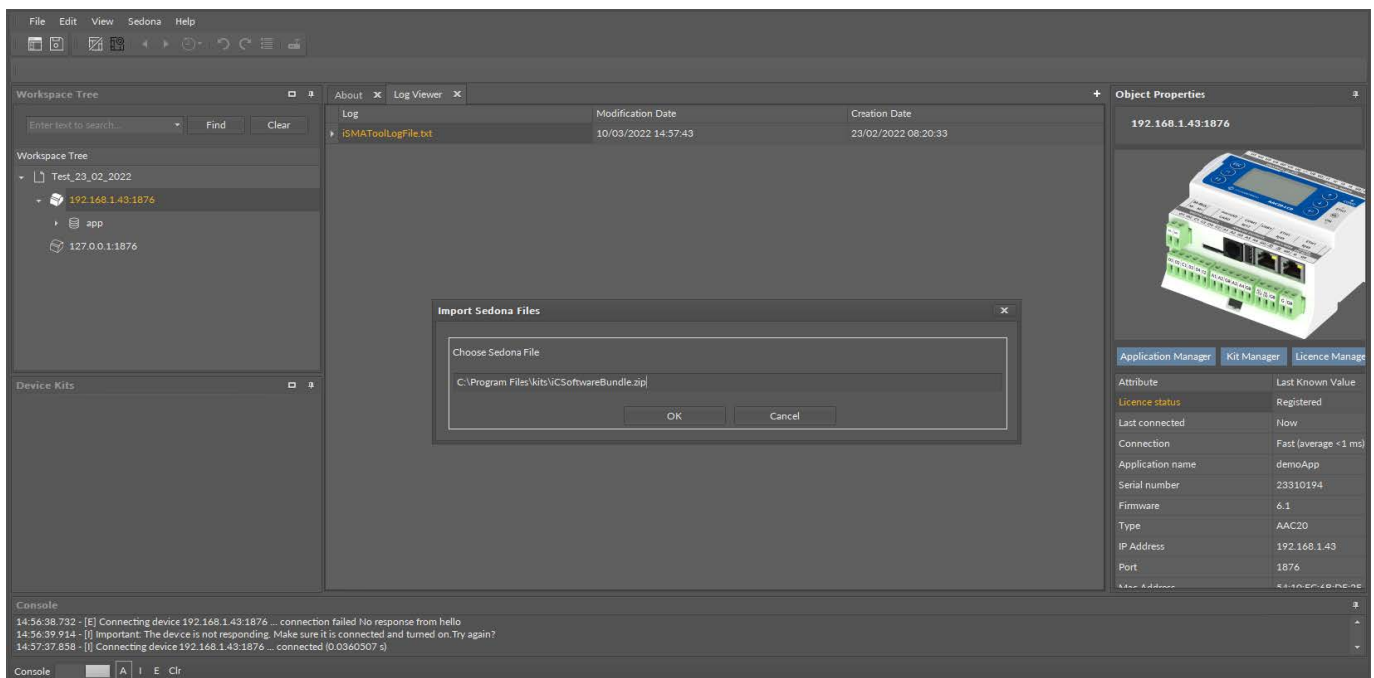 File Edit View Sedona Help
Workspace Tree
Enter text to search...
Find
Clear
Workspace Tree
Test_23_02_2022
192.168.1.43:1876
app
127.0.0.1:1876
Device Kits
About
Log Viewer
Log Modification Date Creation Date
iSMAToolLogFile.txt 10/03/2022 14:57:43 23/02/2022 08:20:33
Import Sedona Files
Choose Sedona File
C:\Program Files\kits\iCSoftwareBundle.zip
OK
Cancel
Object Properties
192.168.1.43:1876
Application Manager
Kit Manager
Licence Manage
Attribute Last Known Value
Licence status Registered
Last connected Now
Connection Fast (average <1 ms)
Application name demoApp
Serial number 23310194
Firmware 6.1
Type AAC20
IP Address 192.168.1.43
Port 1876
Console
14:56:38.732 - [E] Connecting device 192.168.1.43:1876 ... connection failed No response from hello
14:56:39.914 - [I] Important: The device is not responding. Make sure it is connected and turned on.Try again?
14:57:37.858 - [I] Connecting device 192.168.1.43:1876 ... connected (0.0360507 s)
Console A I E Clr